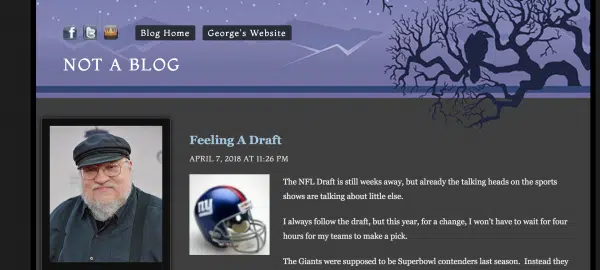 Blog Home
George's Website
NOT A BLOG
Feeling A Draft
APRIL 7, 2018 AT 11:26 PM
The NFL Draft is still weeks away, but already the talking heads on the sports
shows are talking about little else.
I always follow the draft, but this year, for a change, I won't have to wait for four
hours for my teams to make a pick.
The Giants were supposed to be Superbowl contenders last season. Instead they